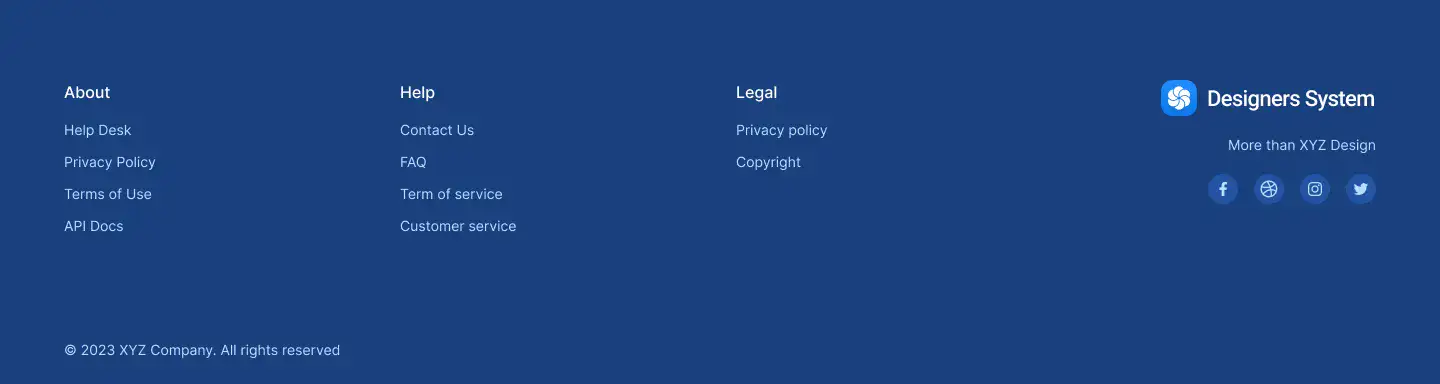 About
Help Desk
Privacy Policy
Terms of Use
API Docs
Help
Contact Us
FAQ
Term of service
Customer service
Legal
Privacy policy
Copyright
Designers System
More than XYZ Design
© 2023 XYZ Company. All rights reserved